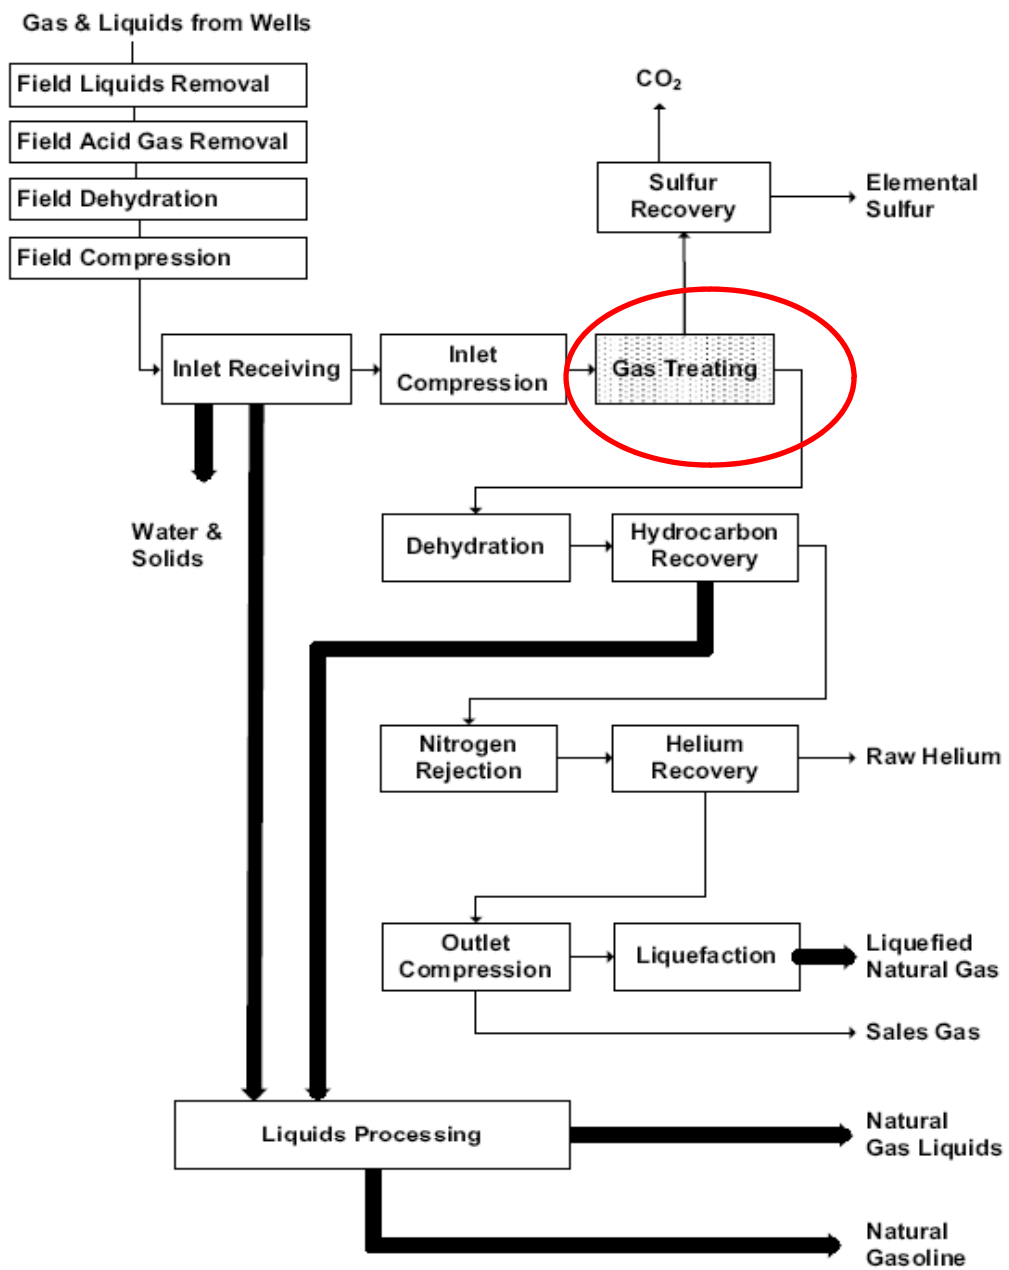 Gas & Liquids from Wells
Field Liquids Removal
Field Acid Gas Removal
Field Dehydration
Field Compression
CO₂
Sulfur
Recovery
Elemental
Sulfur
Inlet Receiving
Inlet
Compression
Gas Treating
Water &
Solids
Dehydration
Hydrocarbon
Recovery
Nitrogen
Rejection
Helium
Recovery
Raw Helium
Outlet
Compression
Liquefaction
Liquefied
Natural Gas
Sales Gas
Liquids Processing
Natural
Gas Liquids
Natural
Gasoline